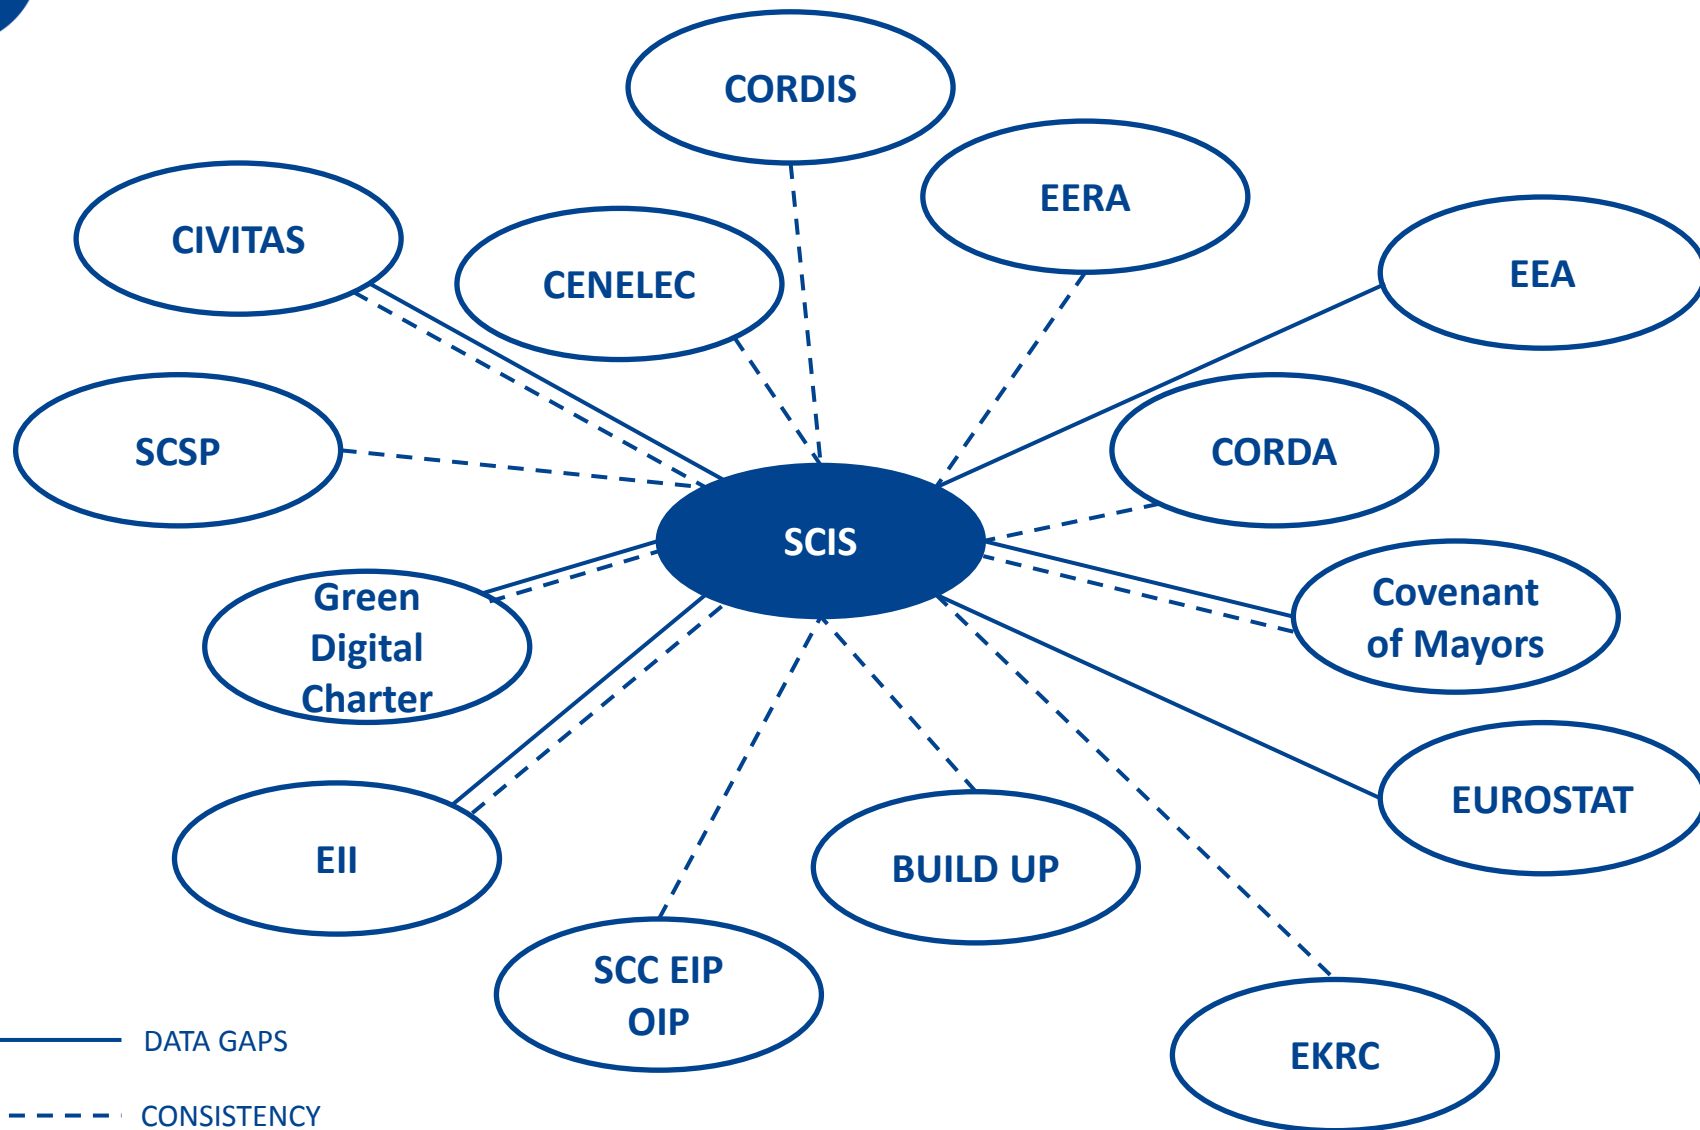 CORDIS
EERA
CIVITAS
EEA
CENELEC
SCSP
CORDA
SCIS
Green
Digital
Charter
Covenant
of Mayors
EUROSTAT
EII
BUILD UP
SCC EIP
OIP
EKRC
DATA GAPS
CONSISTENCY